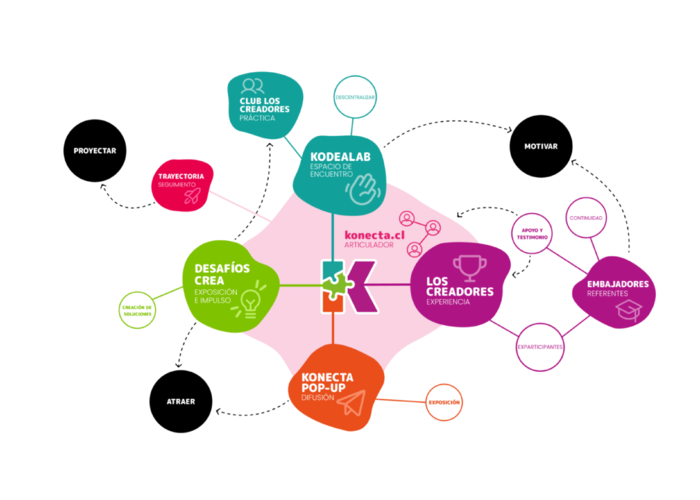 CLUB LOS
CREADORES
PRÁCTICA
DESCENTRALIZAR
PROYECTAR
MOTIVAR
KODEALAB
ESPACIO DE
ENCUENTRO
TRAYECTORIA
SEGUIMIENTO
konecta.cl
ARTICULADOR
APOYO Y
TESTIMONIO
CONTINUIDAD
DESAFÍOS
CREA
EXPOSICIÓN
E IMPULSO
LOS
CREADORES
EXPERIENCIA
EMBAJADORES
REFERENTES
CREACIÓN DE
SOLUCIONES
EXPARTICIPANTES
KONECTA
POP-UP
DIFUSIÓN
ATRAER
EXPOSICIÓN